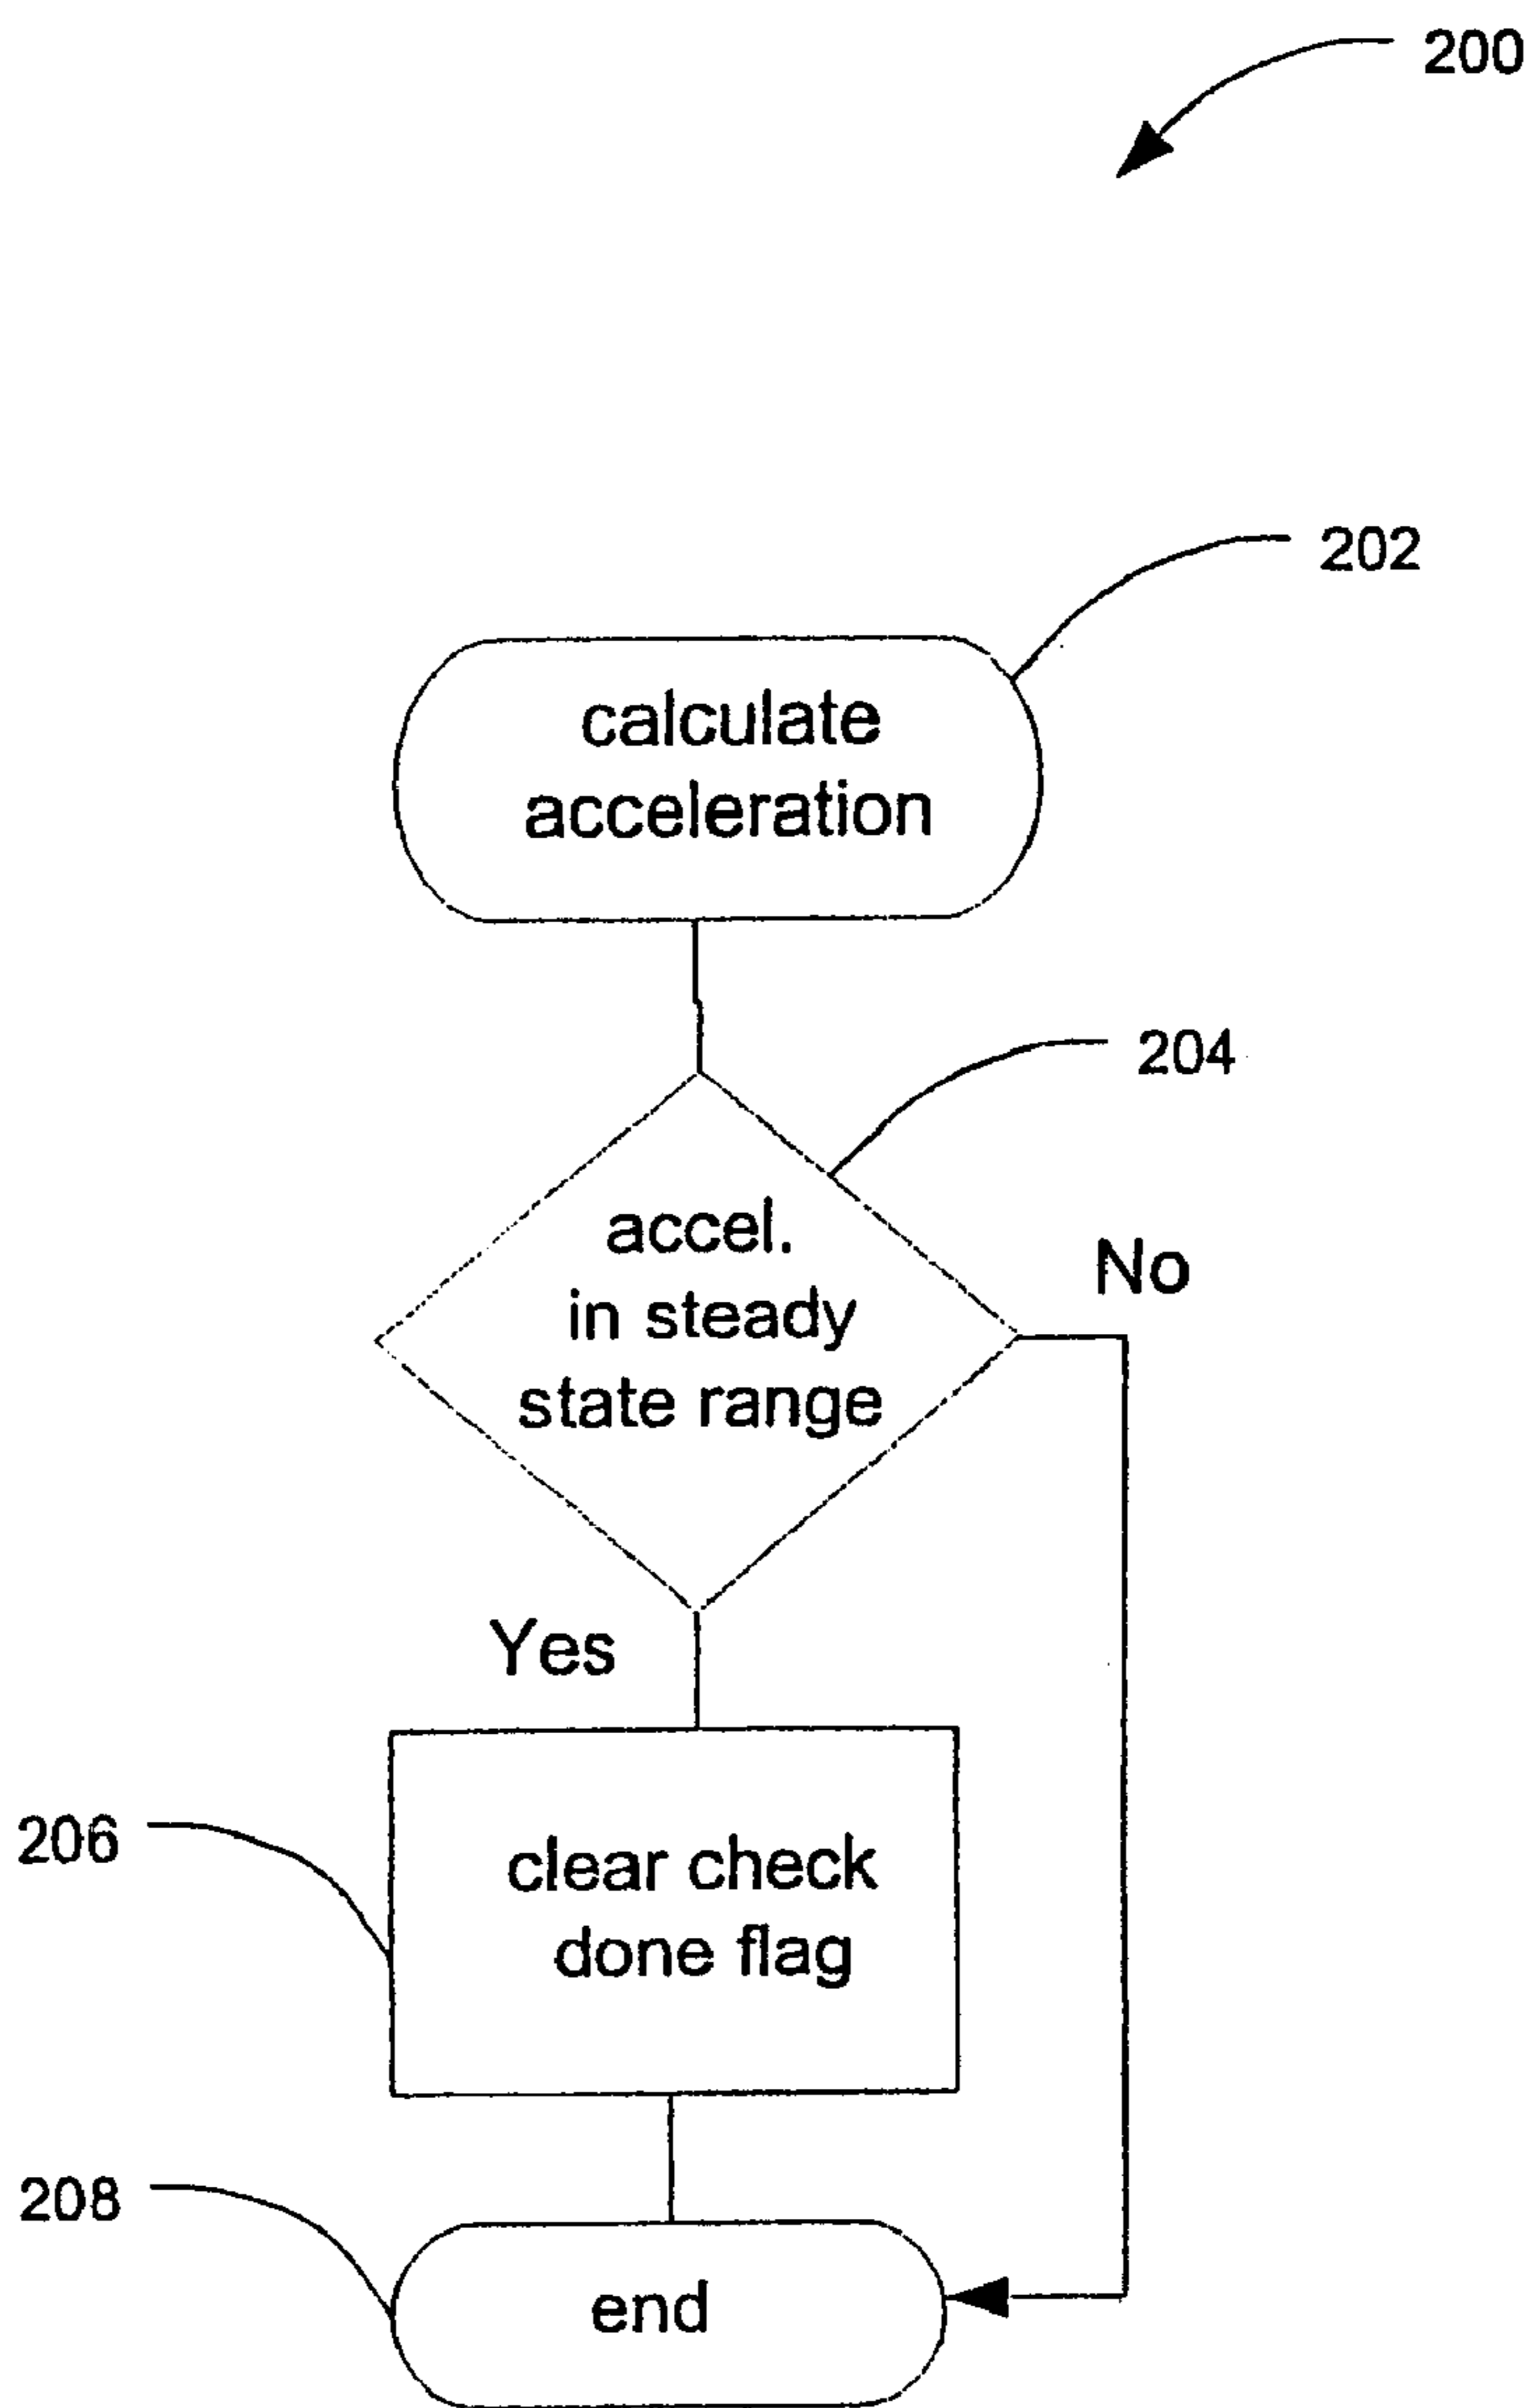 200
202
calculate
acceleration
204
accel.
in steady
state range
No
Yes
206
clear check
done flag
208
end